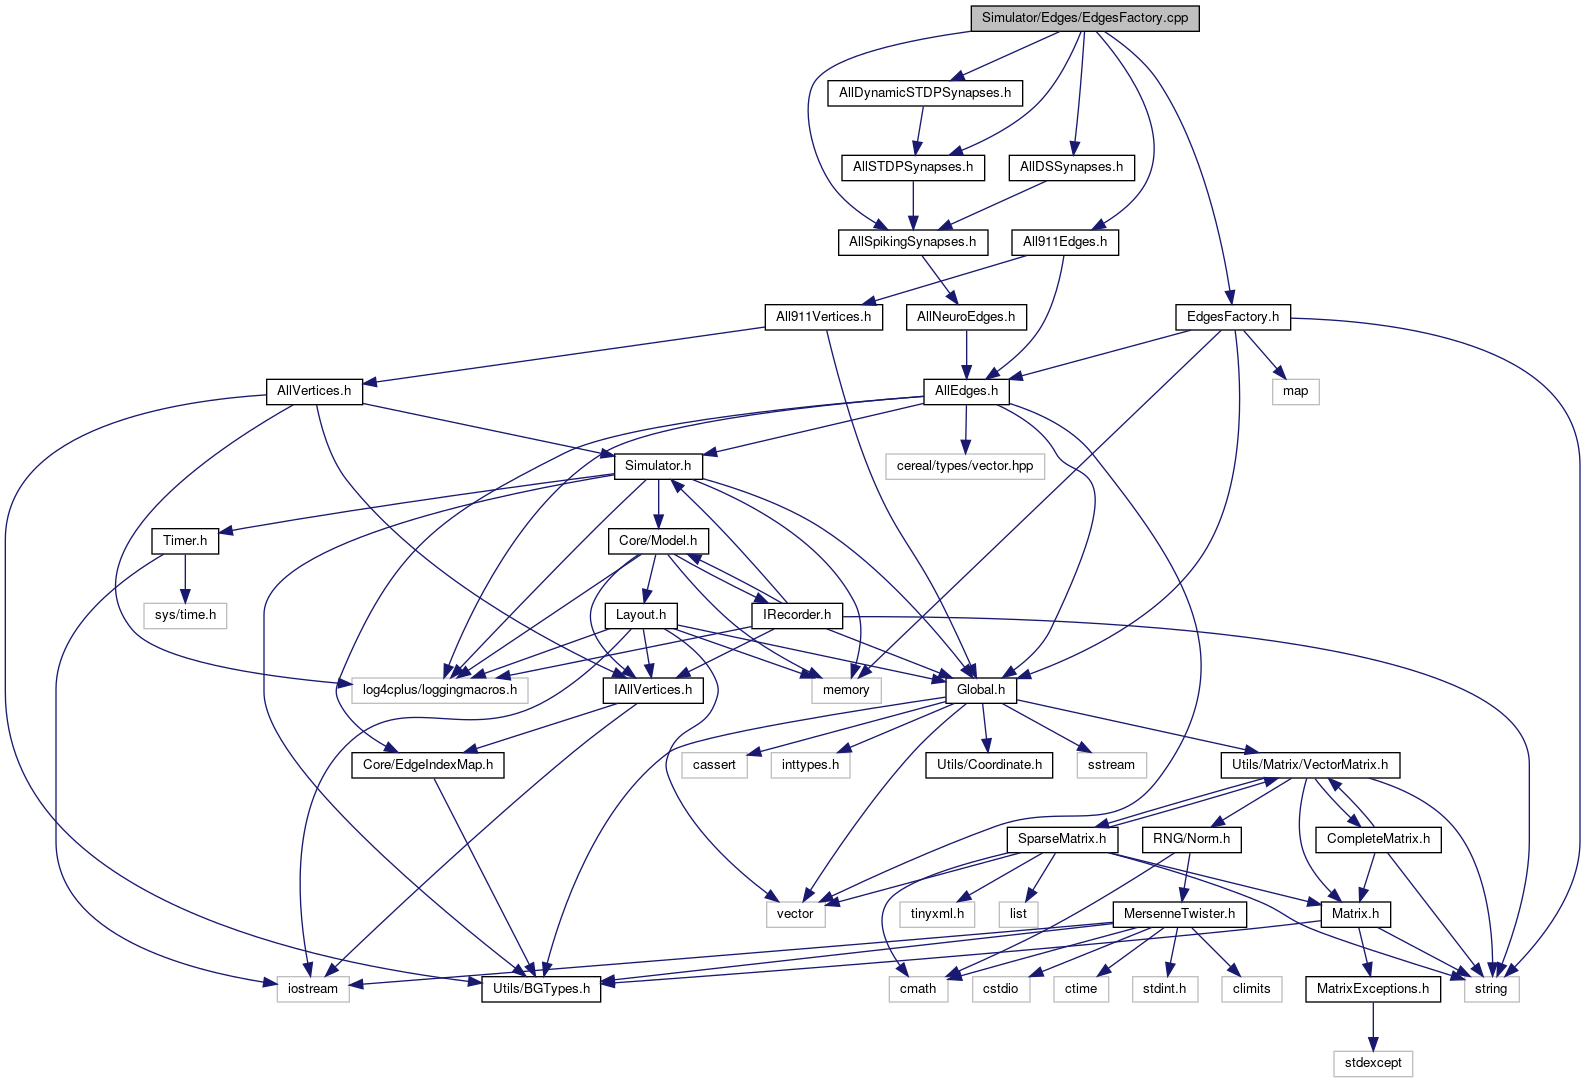 Simulator/Edges/EdgesFactory.cpp
AllDynamicSTDPSynapses.h
AllSTDPSynapses.h
AllDSSynapses.h
AllSpikingSynapses.h
All911Edges.h
All911Vertices.h
AllNeuroEdges.h
EdgesFactory.h
AllVertices.h
AllEdges.h
map
Simulator.h
cereal/types/vector.hpp
Timer.h
Core/Model.h
sys/time.h
Layout.h
IRecorder.h
log4cplus/loggingmacros.h
IAllVertices.h
memory
Global.h
Core/EdgeIndexMap.h
cassert
inttypes.h
Utils/Coordinate.h
sstream
Utils/Matrix/VectorMatrix.h
SparseMatrix.h
RNG/Norm.h
CompleteMatrix.h
vector
tinyxml.h
list
MersenneTwister.h
Matrix.h
iostream
Utils/BGTypes.h
cmath
cstdio
ctime
stdint.h
climits
MatrixExceptions.h
string
stdexcept